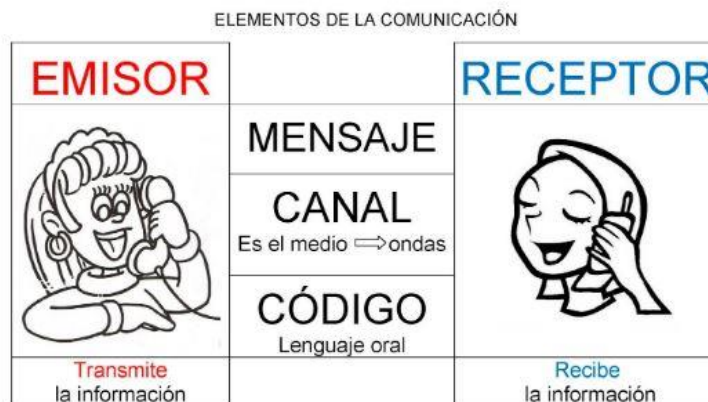 ELEMENTOS DE LA COMUNICACIÓN
EMISOR
RECEPTOR
MENSAJE
CANAL
Es el medio ⇨ ondas
CÓDIGO
Lenguaje oral
Transmite
la información
Recibe
la información